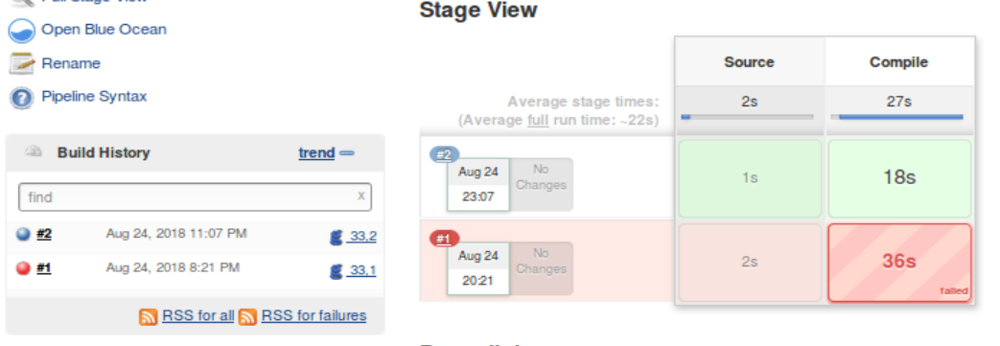 Full Stage View
Open Blue Ocean
Rename
Pipeline Syntax
Build History
trend
find
x
#2
Aug 24, 2018 11:07 PM
33,2
#1
Aug 24, 2018 8:21 PM
33,1
RSS for all
RSS for failures
Stage View
Source
Compile
Average stage times:
(Average full run time: ~22s)
2s
27s
#2
Aug 24
23:07
No
Changes
1s
18s
#1
Aug 24
20:21
No
Changes
2s
36s
failed